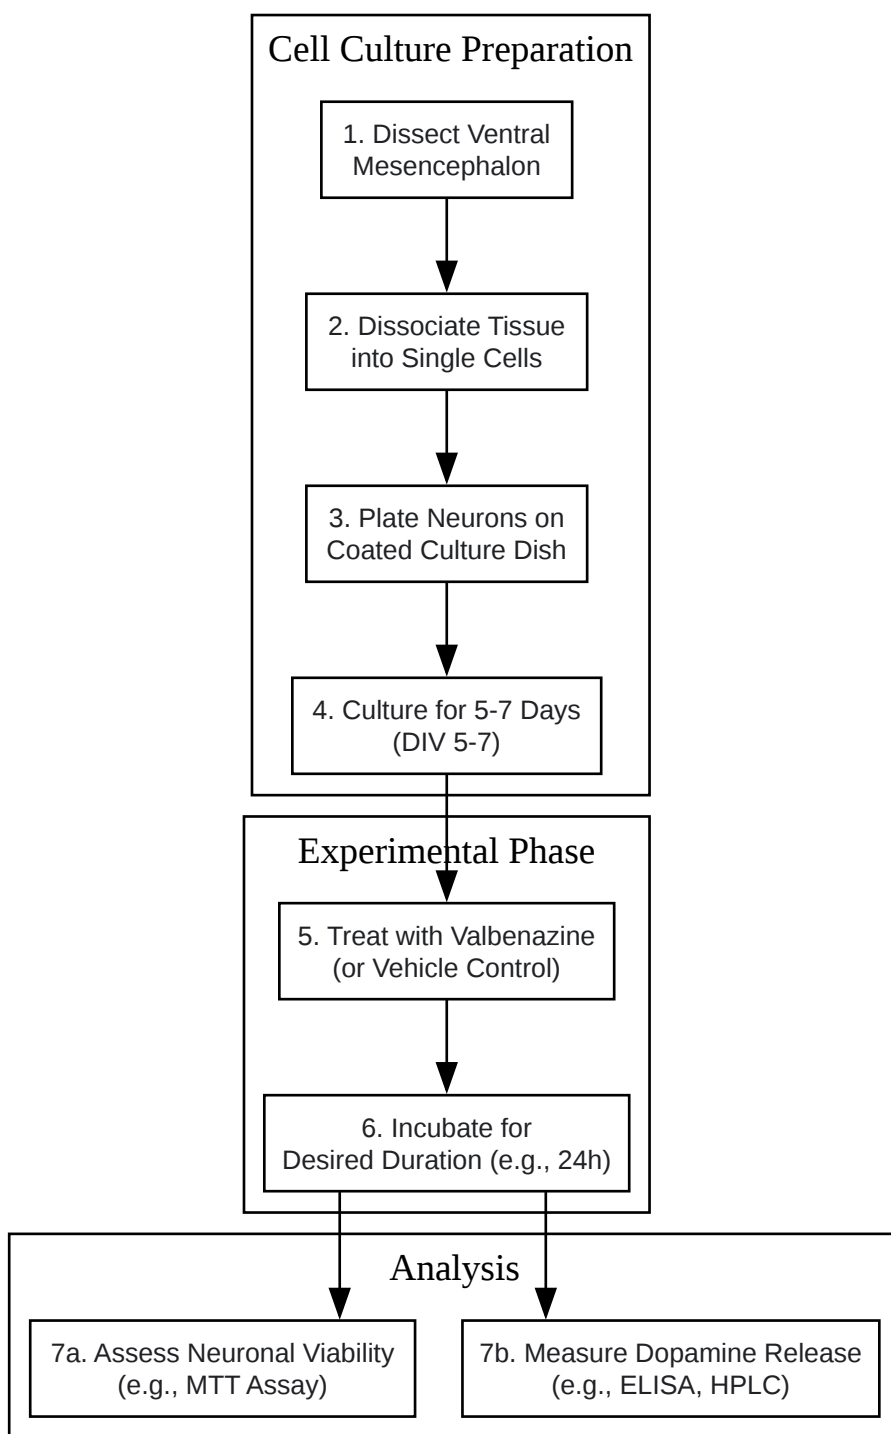 Cell Culture Preparation
1. Dissect Ventral
Mesencephalon
2. Dissociate Tissue
into Single Cells
3. Plate Neurons on
Coated Culture Dish
4. Culture for 5-7 Days
(DIV 5-7)
Experimental Phase
5. Treat with Valbenazine
(or Vehicle Control)
6. Incubate for
Desired Duration (e.g., 24h)
Analysis
7a. Assess Neuronal Viability
(e.g., MTT Assay)
7b. Measure Dopamine Release
(e.g., ELISA, HPLC)